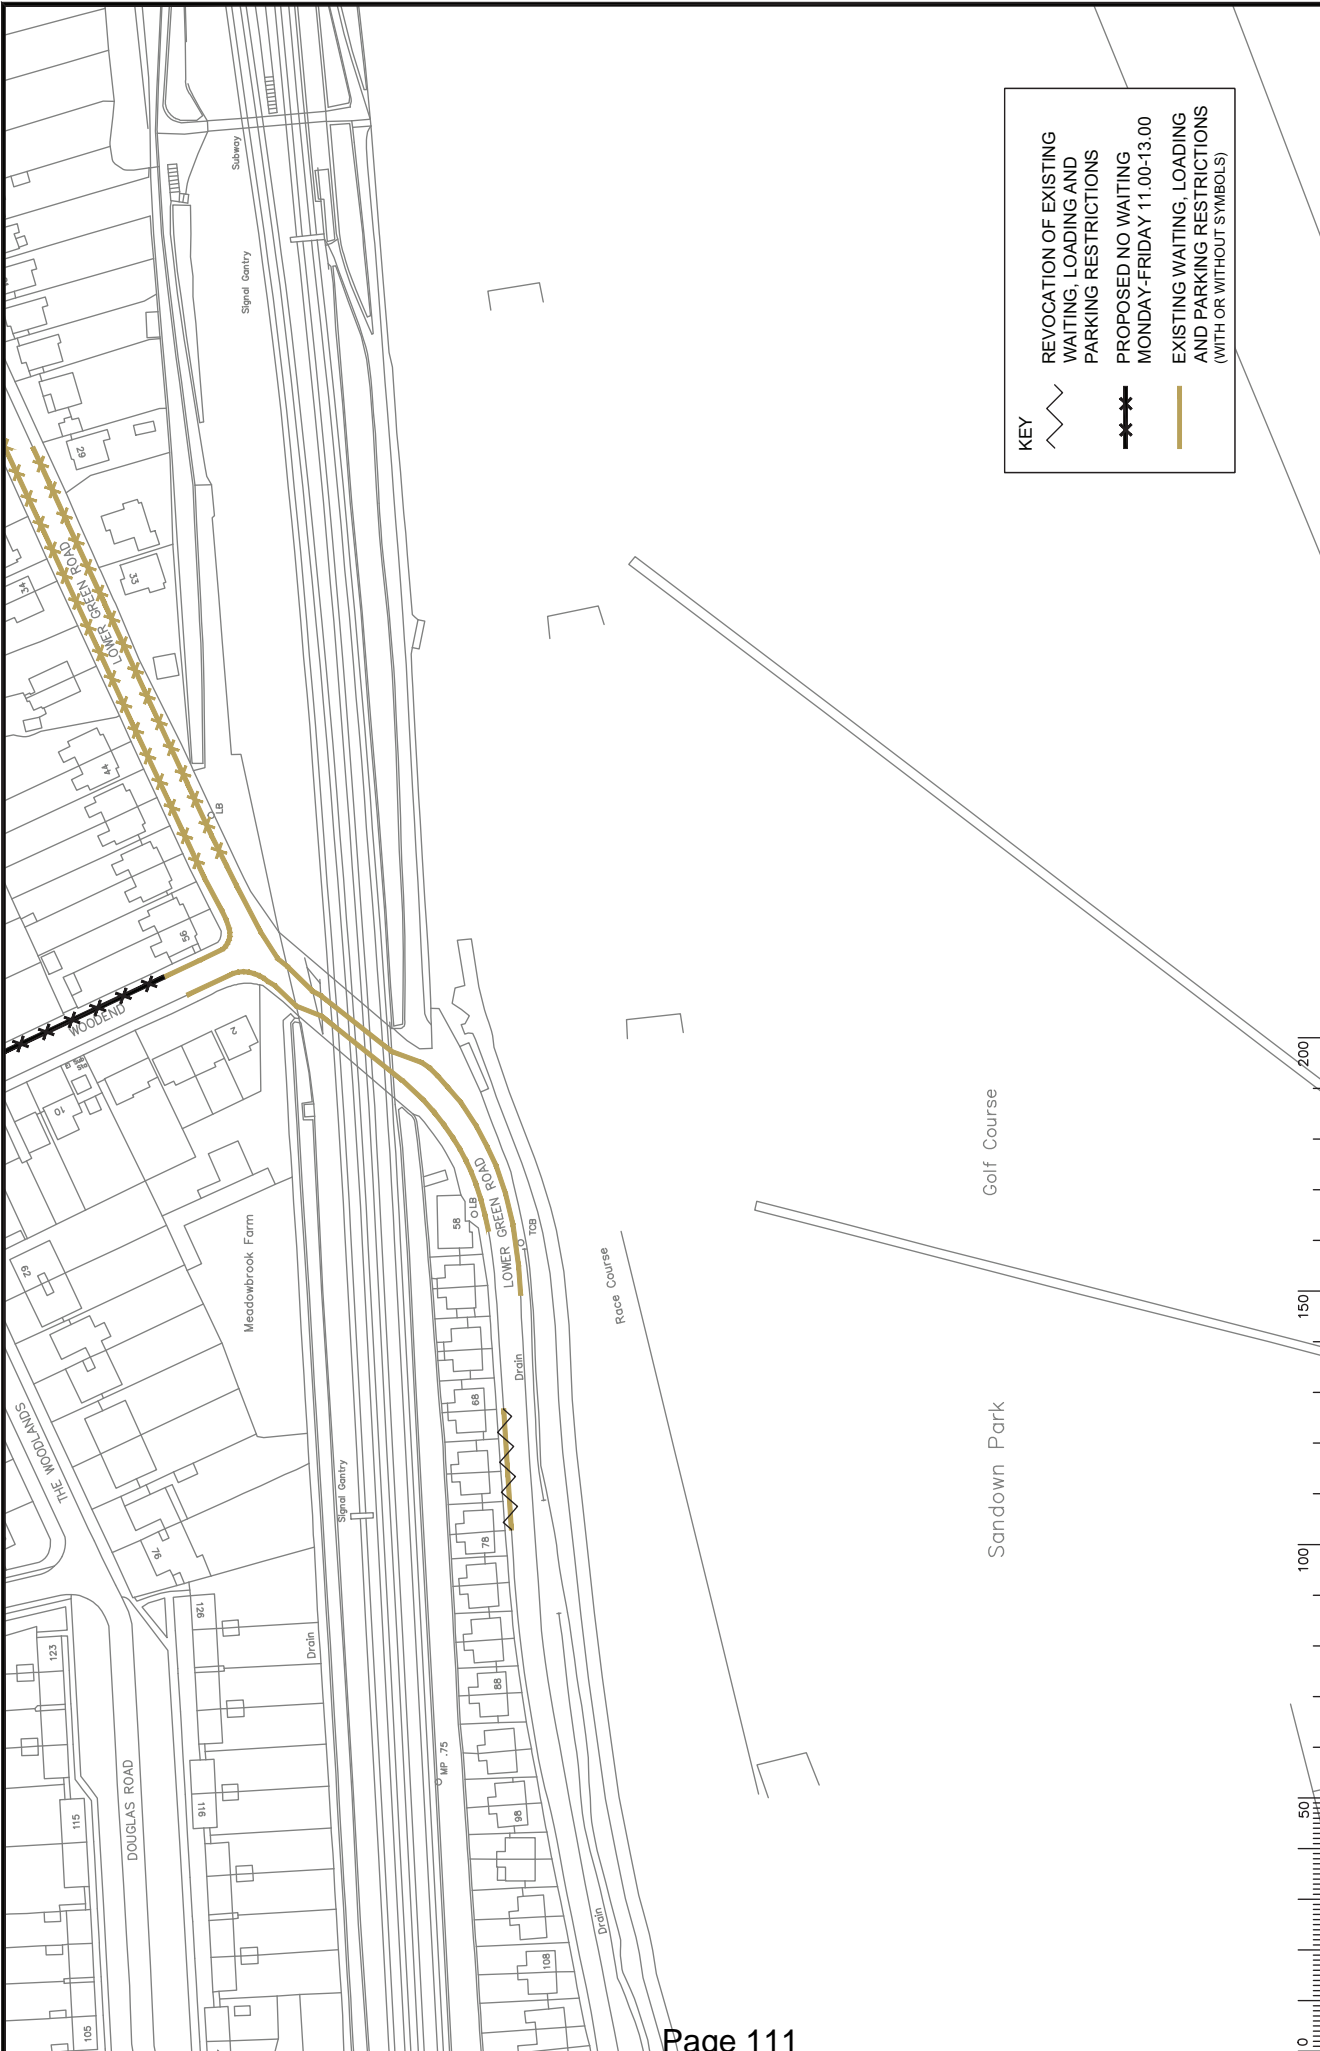 KEY
REVOCATION OF EXISTING
WAITING, LOADING AND
PARKING RESTRICTIONS
PROPOSED NO WAITING
MONDAY-FRIDAY 11.00-13.00
EXISTING WAITING, LOADING
AND PARKING RESTRICTIONS
(WITH OR WITHOUT SYMBOLS)
Subway
Signal Gantry
62
33
34
LOWER GREEN ROAD
44
LB
56
WOODEND
2
10
Sub
Sta
29
Meadowbrook Farm
58
LB
LOWER GREEN ROAD
TCB
Race Course
Golf Course
Drain
68
THE WOODLANDS
Signal Gantry
78
Sandown Park
97
126
123
Drain
88
MP .75
DOUGLAS ROAD
116
115
98
Drain
108
105
200
150
100
50
0
Page 111